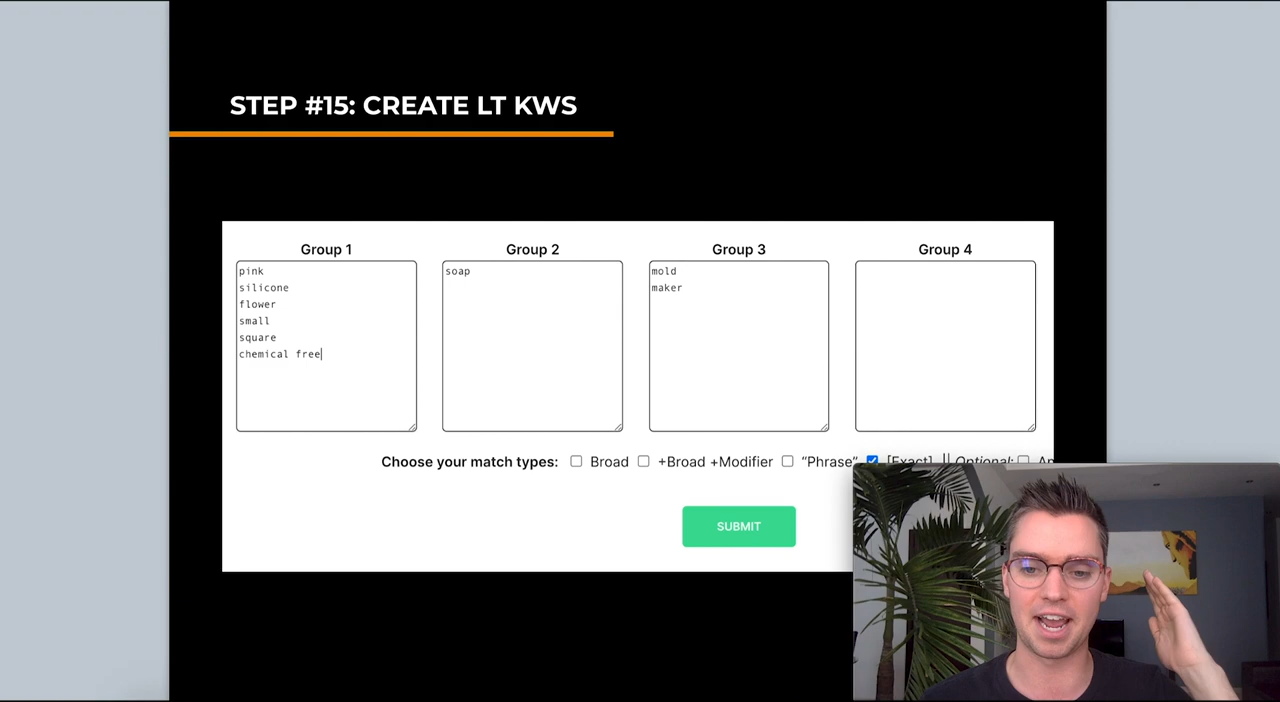 STEP #15: CREATE LT KWS
Group 1 Group 2 Group 3 Group 4
pink soap mold
silicone maker
flower
small
square
chemical free
Choose your match types: Broad +Broad +Modifier “Phrase” [Exact] || Optional:
SUBMIT